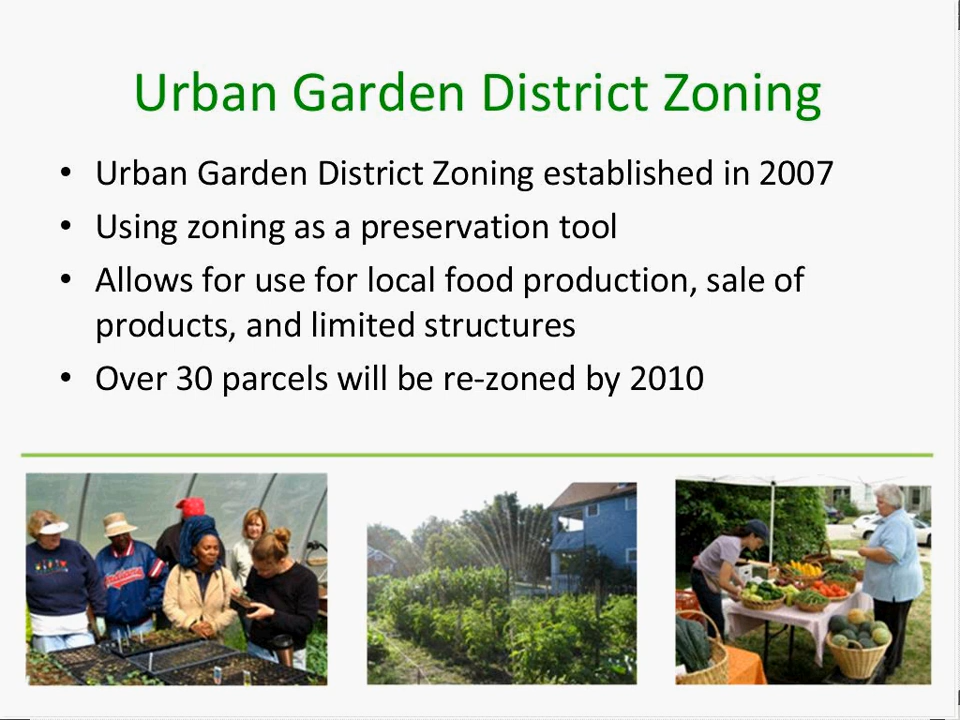 Urban Garden District Zoning
• Urban Garden District Zoning established in 2007
• Using zoning as a preservation tool
• Allows for use for local food production, sale of
products, and limited structures
• Over 30 parcels will be re-zoned by 2010
Indians